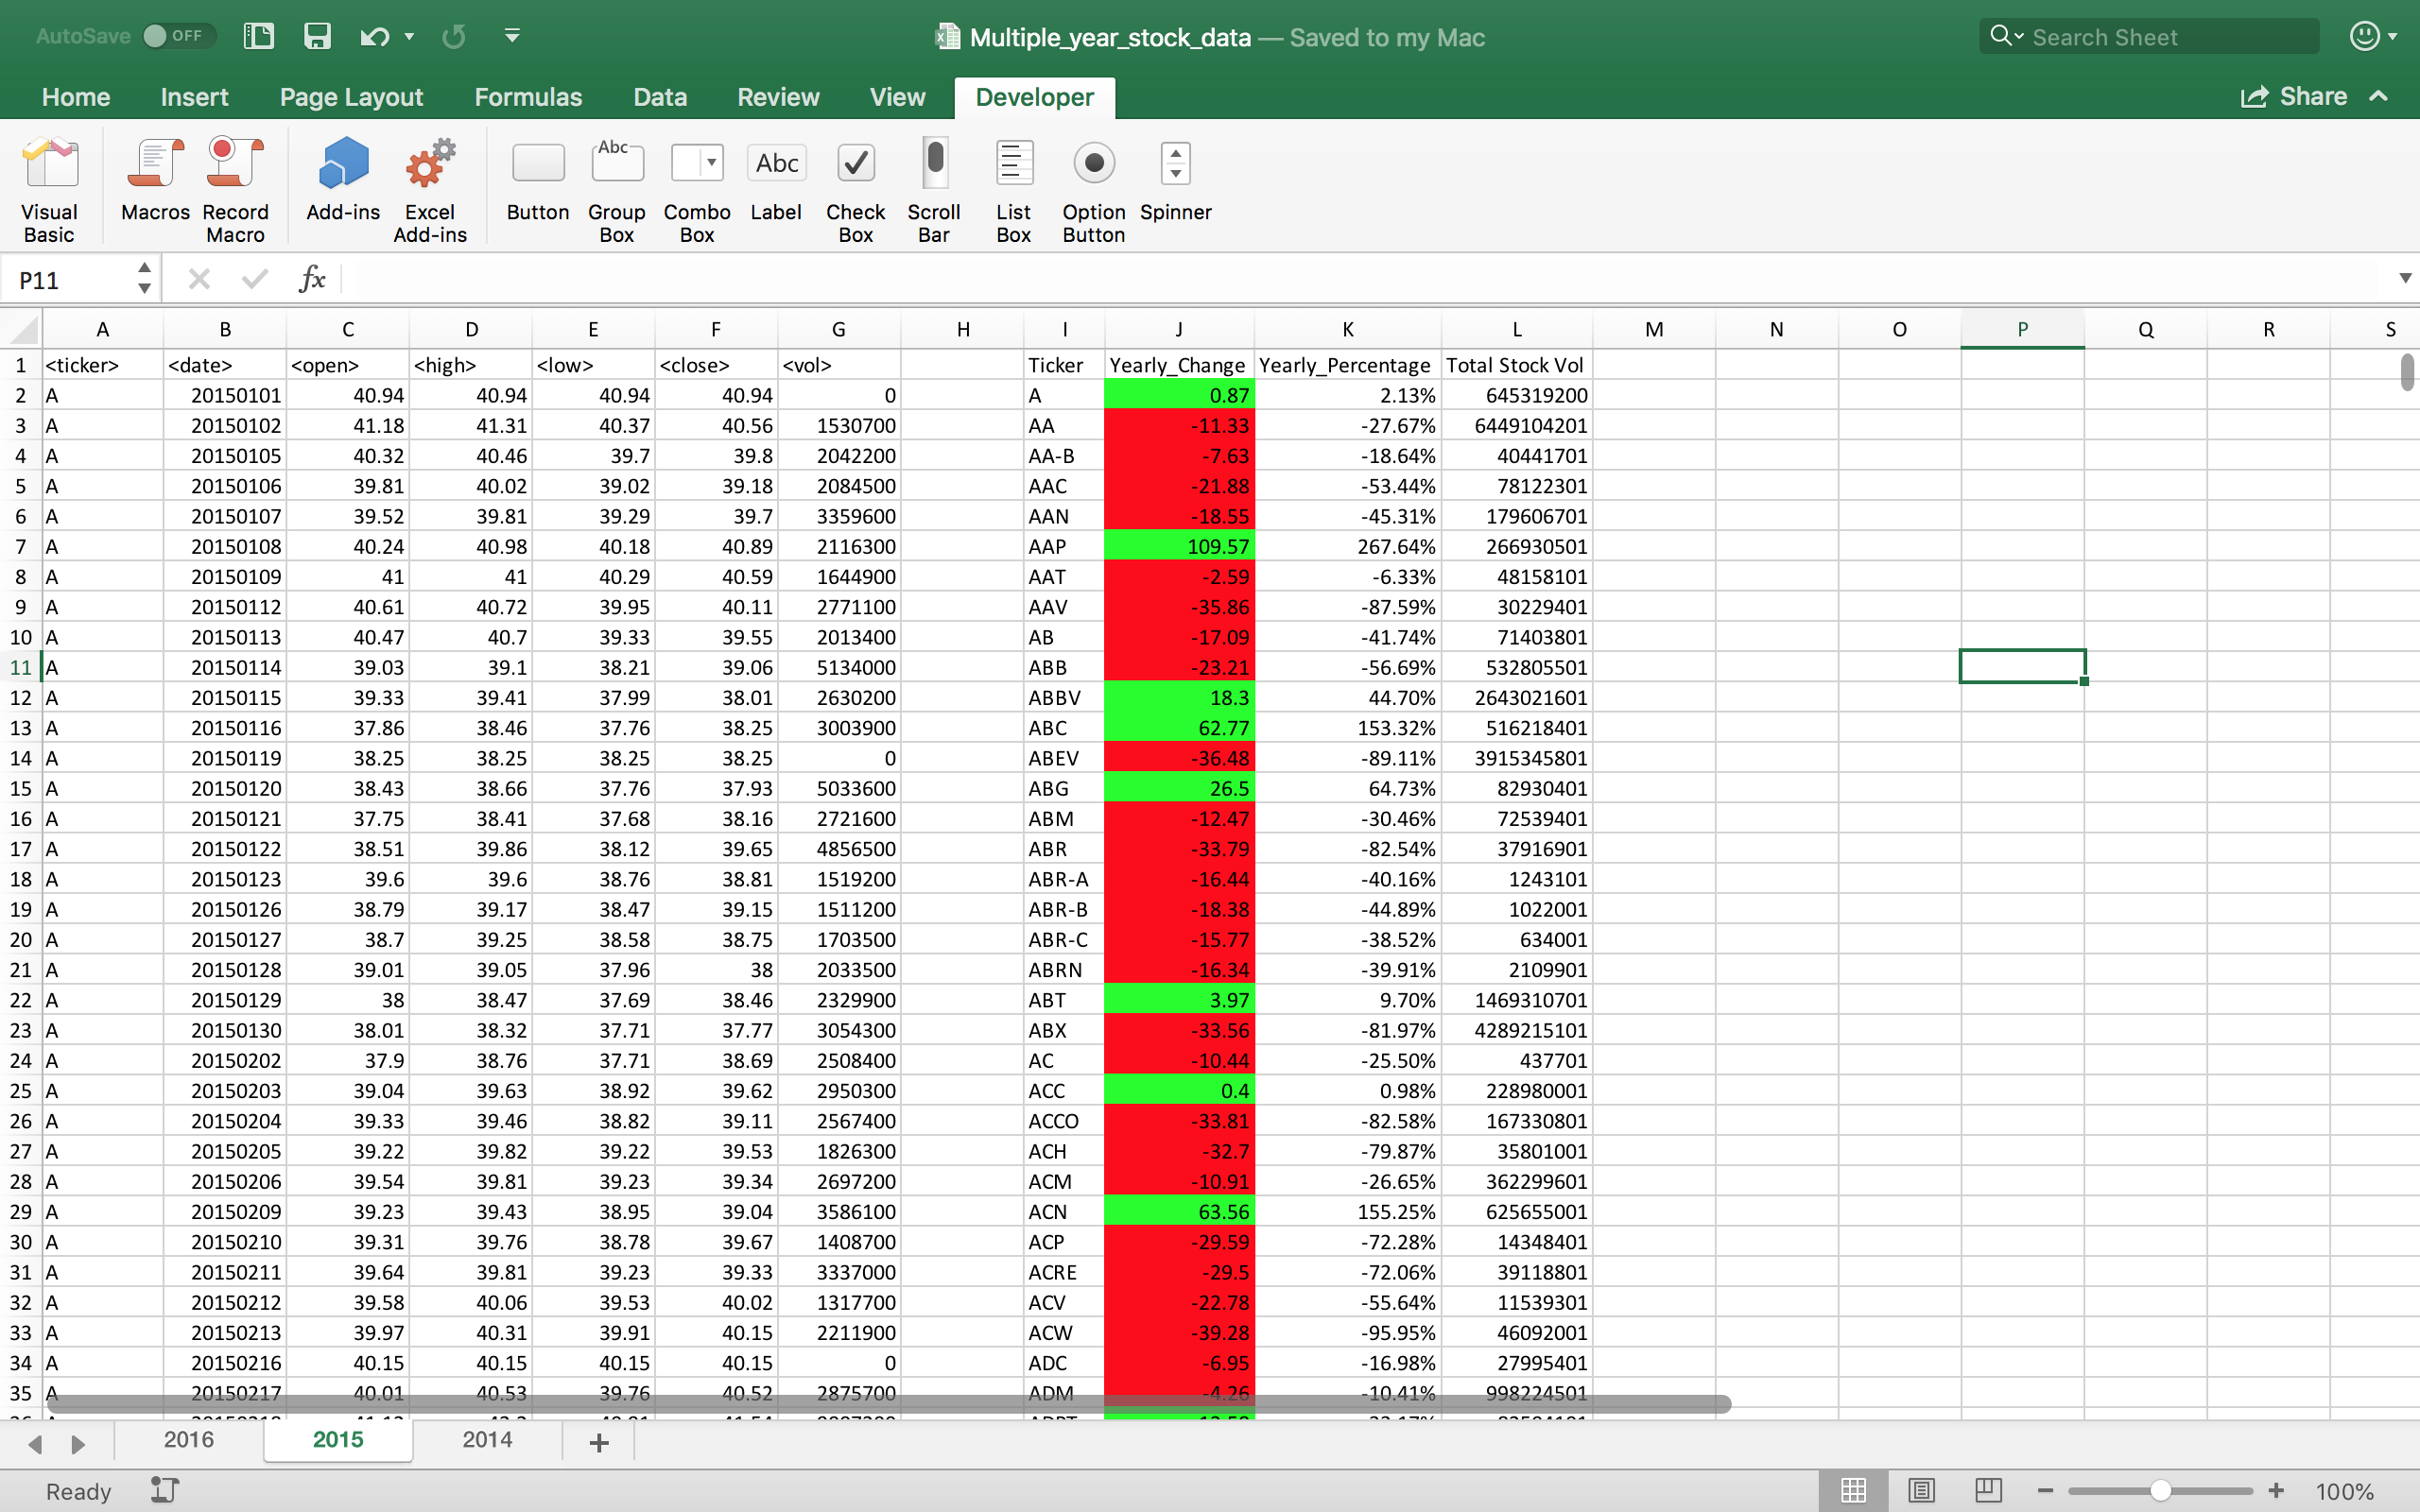 AutoSave OFF Multiple_year_stock_data — Saved to my Mac Search Sheet
Home Insert Page Layout Formulas Data Review View Developer Share
Visual Basic Macros Record Macro Add-ins Excel Add-ins Button Group Box Combo Box Label Check Box Scroll Bar List Box Option Button Spinner
Abc Abc
P11 fx
A B C D E F G H I J K L M N O P Q R S
1 <ticker> <date> <open> <high> <low> <close> <vol> Ticker Yearly_Change Yearly_Percentage Total Stock Vol
2 A 20150101 40.94 40.94 40.94 40.94 0 A 0.87 2.13% 645319200
3 A 20150102 41.18 41.31 40.37 40.56 1530700 AA -11.33 -27.67% 6449104201
4 A 20150105 40.32 40.46 39.7 39.8 2042200 AA-B -7.63 -18.64% 40441701
5 A 20150106 39.81 40.02 39.02 39.18 2084500 AAC -21.88 -53.44% 78122301
6 A 20150107 39.52 39.81 39.29 39.7 3359600 AAN -18.55 -45.31% 179606701
7 A 20150108 40.24 40.98 40.18 40.89 2116300 AAP 109.57 267.64% 266930501
8 A 20150109 41 41 40.29 40.59 1644900 AAT -2.59 -6.33% 48158101
9 A 20150112 40.61 40.72 39.95 40.11 2771100 AAV -35.86 -87.59% 30229401
10 A 20150113 40.47 40.7 39.33 39.55 2013400 AB -17.09 -41.74% 71403801
11 A 20150114 39.03 39.1 38.21 39.06 5134000 ABB -23.21 -56.69% 532805501
12 A 20150115 39.33 39.41 37.99 38.01 2630200 ABBV 18.3 44.70% 2643021601
13 A 20150116 37.86 38.46 37.76 38.25 3003900 ABC 62.77 153.32% 516218401
14 A 20150119 38.25 38.25 38.25 38.25 0 ABEV -36.48 -89.11% 3915345801
15 A 20150120 38.43 38.66 37.76 37.93 5033600 ABG 26.5 64.73% 82930401
16 A 20150121 37.75 38.41 37.68 38.16 2721600 ABM -12.47 -30.46% 72539401
17 A 20150122 38.51 39.86 38.12 39.65 4856500 ABR -33.79 -82.54% 37916901
18 A 20150123 39.6 39.6 38.76 38.81 1519200 ABR-A -16.44 -40.16% 1243101
19 A 20150126 38.79 39.17 38.47 39.15 1511200 ABR-B -18.38 -44.89% 1022001
20 A 20150127 38.7 39.25 38.58 38.75 1703500 ABR-C -15.77 -38.52% 634001
21 A 20150128 39.01 39.05 37.96 38 2033500 ABRN -16.34 -39.91% 2109901
22 A 20150129 38 38.47 37.69 38.46 2329900 ABT 3.97 9.70% 1469310701
23 A 20150130 38.01 38.32 37.71 37.77 3054300 ABX -33.56 -81.97% 4289215101
24 A 20150202 37.9 38.76 37.71 38.69 2508400 AC -10.44 -25.50% 437701
25 A 20150203 39.04 39.63 38.92 39.62 2950300 ACC 0.4 0.98% 228980001
26 A 20150204 39.33 39.46 38.82 39.11 2567400 ACCO -33.81 -82.58% 167330801
27 A 20150205 39.22 39.82 39.22 39.53 1826300 ACH -32.7 -79.87% 35801001
28 A 20150206 39.54 39.81 39.23 39.34 2697200 ACM -10.91 -26.65% 362299601
29 A 20150209 39.23 39.43 38.95 39.04 3586100 ACN 63.56 155.25% 625655001
30 A 20150210 39.31 39.76 38.78 39.67 1408700 ACP -29.59 -72.28% 14348401
31 A 20150211 39.64 39.81 39.23 39.33 3337000 ACRE -29.5 -72.06% 39118801
32 A 20150212 39.58 40.06 39.53 40.02 1317700 ACV -22.78 -55.64% 11539301
33 A 20150213 39.97 40.31 39.91 40.15 2211900 ACW -39.28 -95.95% 46092001
34 A 20150216 40.15 40.15 40.15 40.15 0 ADC -6.95 -16.98% 27995401
35 A 20150217 40.01 40.53 39.76 40.52 2875700 ADM -4.26 -10.41% 998224501
2016 2015 2014 +
Ready 100%